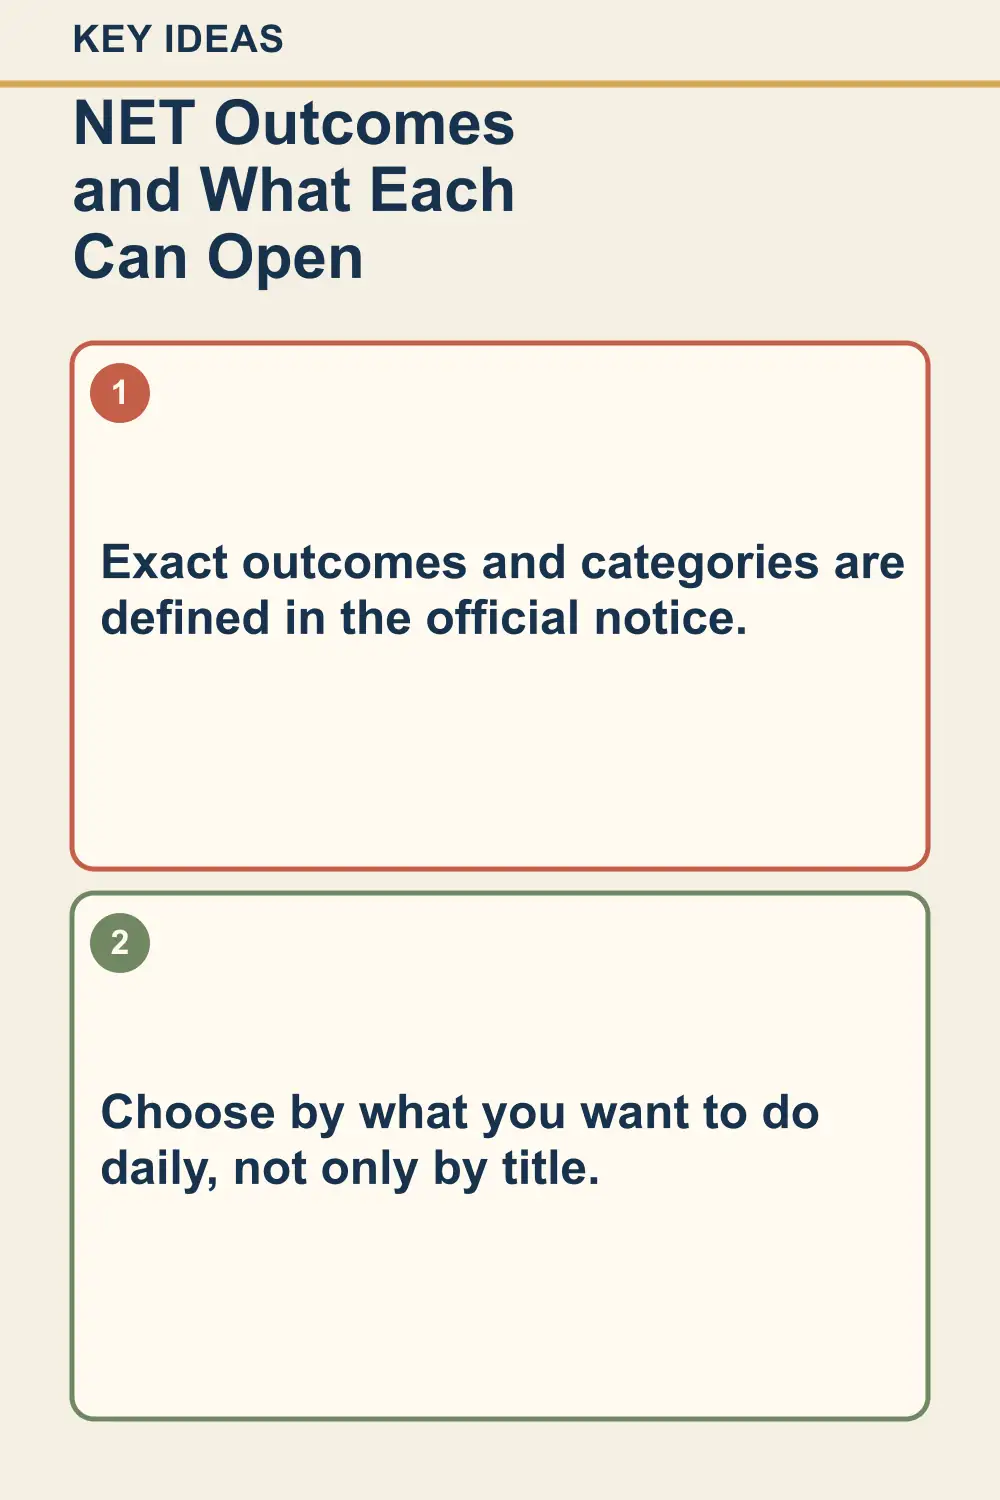 KEY IDEAS
NET Outcomes
and What Each
Can Open
1
Exact outcomes and categories are
defined in the official notice.
2
Choose by what you want to do
daily, not only by title.